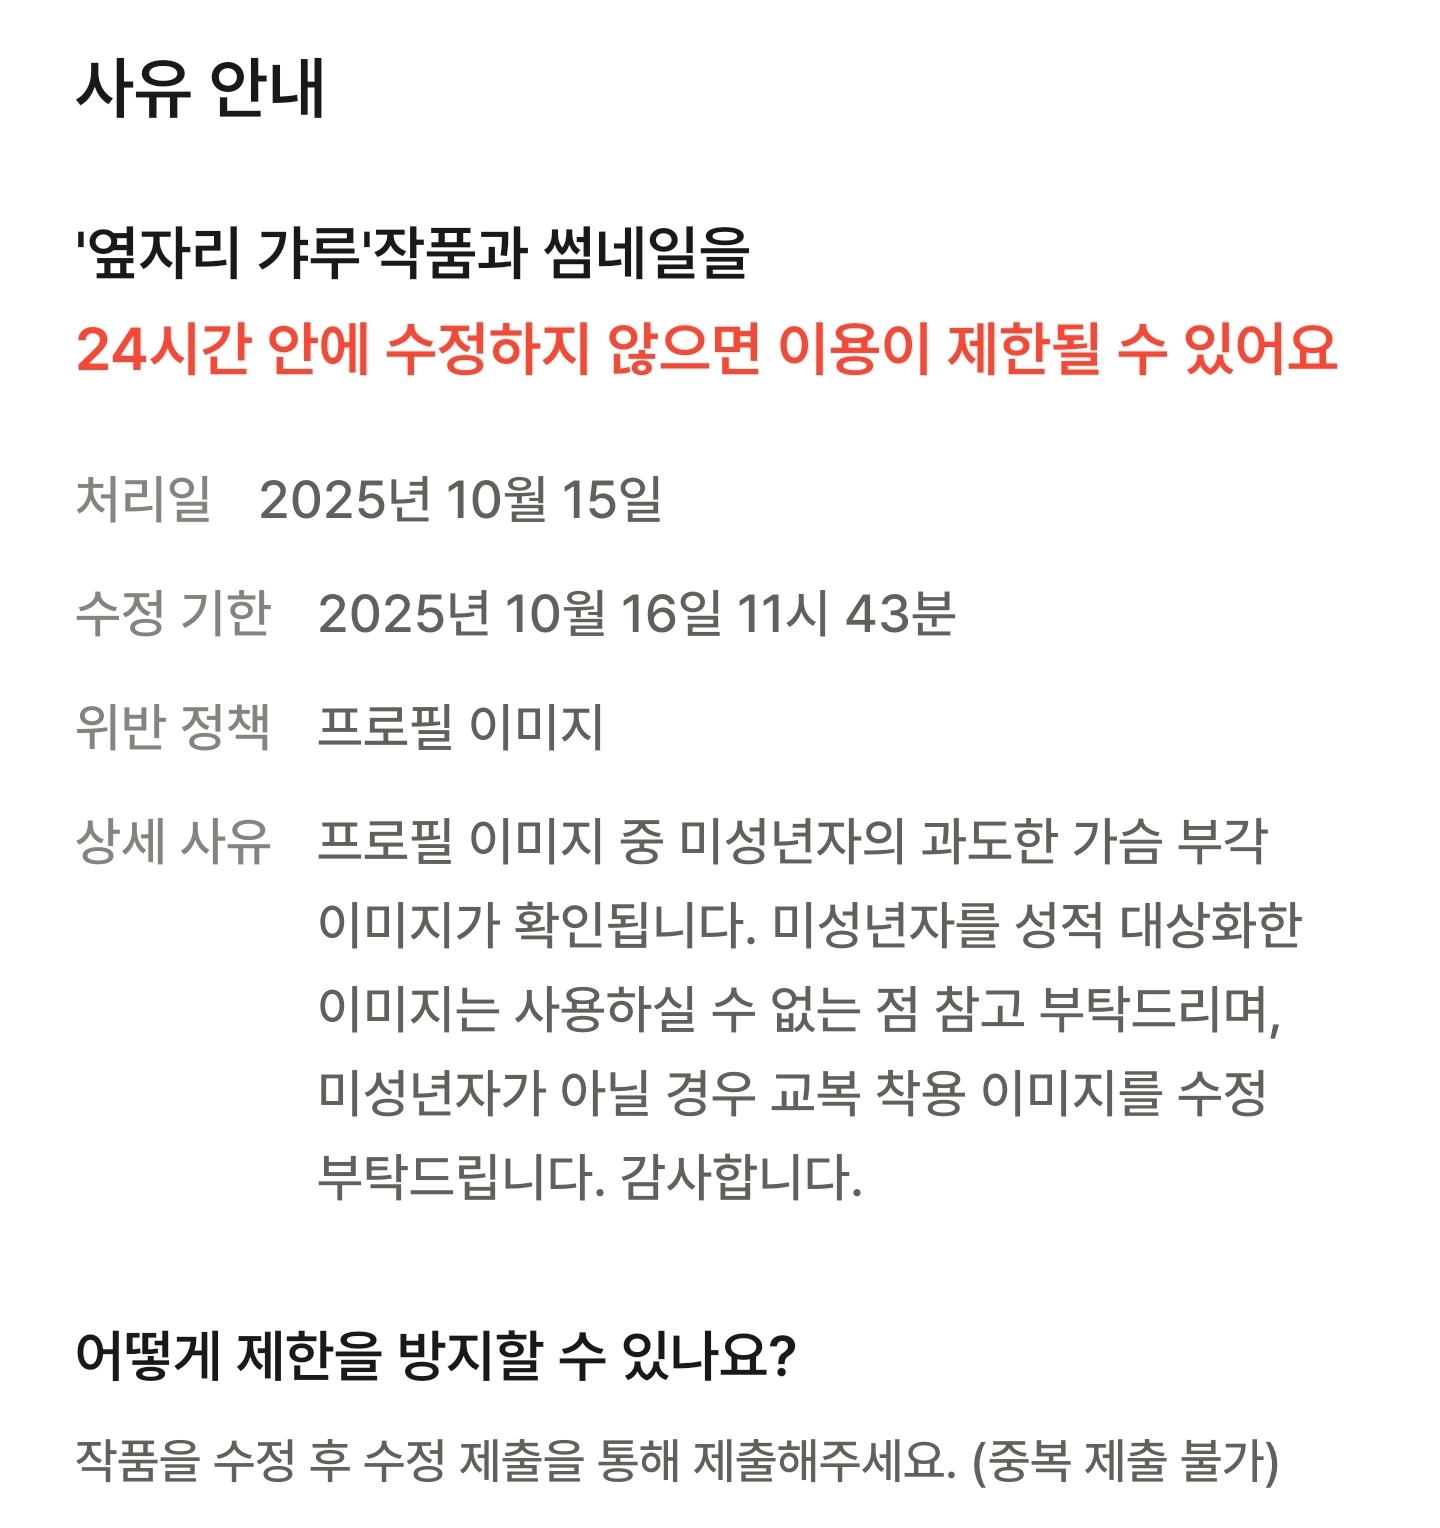 사유 안내
'옆자리 갸루'작품과 썸네일을
24시간 안에 수정하지 않으면 이용이 제한될 수 있어요
처리일 2025년 10월 15일
수정 기한 2025년 10월 16일 11시 43분
위반 정책 프로필 이미지
상세 사유 프로필 이미지 중 미성년자의 과도한 가슴 부각
이미지가 확인됩니다. 미성년자를 성적 대상화한
이미지는 사용하실 수 없는 점 참고 부탁드리며,
미성년자가 아닐 경우 교복 착용 이미지를 수정
부탁드립니다. 감사합니다.
어떻게 제한을 방지할 수 있나요?
작품을 수정 후 수정 제출을 통해 제출해주세요. (중복 제출 불가)